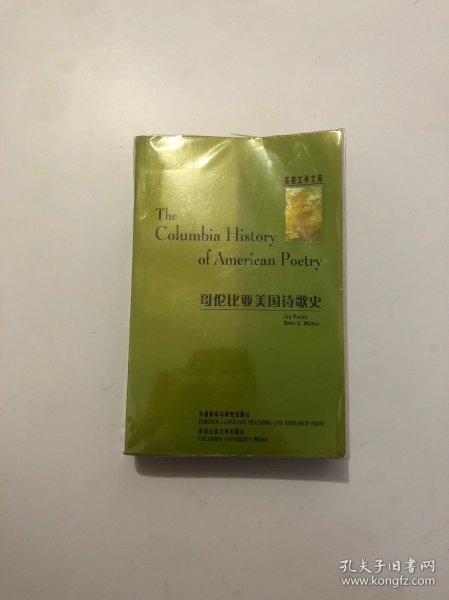 英美文学文库
The
Columbia History
of American Poetry
哥伦比亚美国诗歌史
Jay Parini
Brett C. Millier
外语教学与研究出版社
FOREIGN LANGUAGE TEACHING AND RESEARCH PRESS
哥伦比亚大学出版社
COLUMBIA UNIVERSITY PRESS
孔夫子旧书网
www.kongfz.com